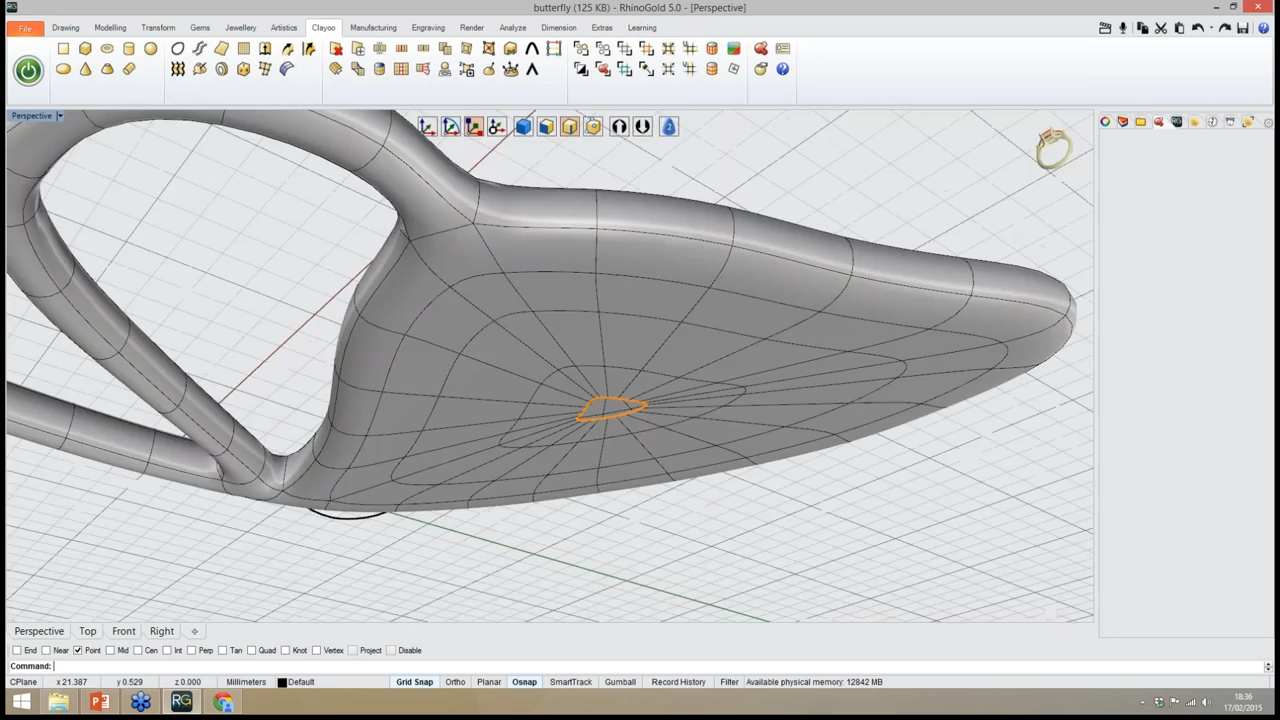 butterfly (125 KB) - RhinoGold 5.0 - [Perspective]
File Drawing Modelling Transform Gems Jewellery Artistics Clayoo Manufacturing Engraving Render Analyze Dimension Extras Learning
Perspective
Perspective Top Front Right
End Near Point Mid Cen Int Perp Tan Quad Knot Vertex Project Disable
Command:
CPlane x 21.387 y 0.529 z 0.000 Millimeters Default Grid Snap Ortho Planar Osnap SmartTrack Gumball Record History Filter Available physical memory: 12842 MB
RG
18:36
17/02/2015